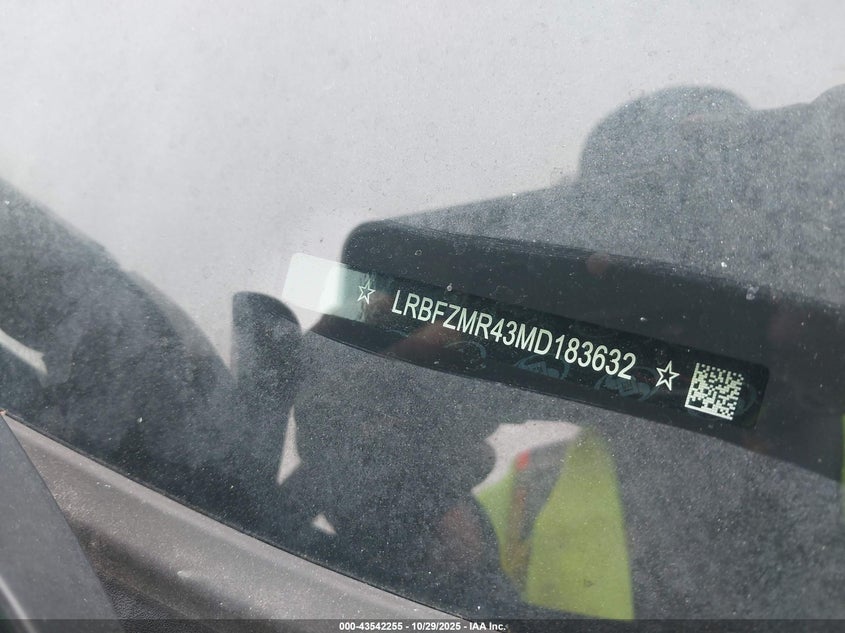 ☆ LRBFZMR43MD183632 ☆
000-43542255 - 10/29/2025 - IAA Inc.